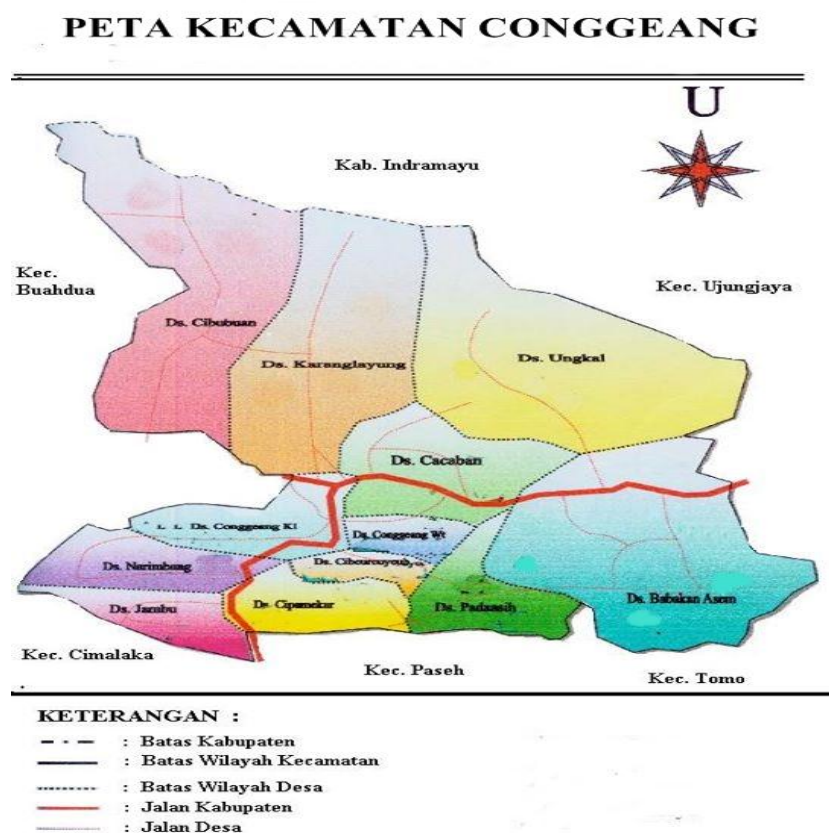 PETA KECAMATAN CONGGEANG
U
Kab. Indramayu
Kec.
Buahdua
Kec. Ujungjaya
Ds. Cibubuan
Ds. Karanglayung
Ds. Ungkal
Ds. Cacaban
Ds. Conggeang Kl
Ds. Conggeang Wt
Ds. Narimbang
Ds. Jambu
Ds. Cipamekar
Ds. Padaasih
Ds. Babakan Asem
Kec. Cimalaka
Kec. Paseh
Kec. Tomo
KETERANGAN :
: Batas Kabupaten
: Batas Wilayah Kecamatan
: Batas Wilayah Desa
: Jalan Kabupaten
: Jalan Desa